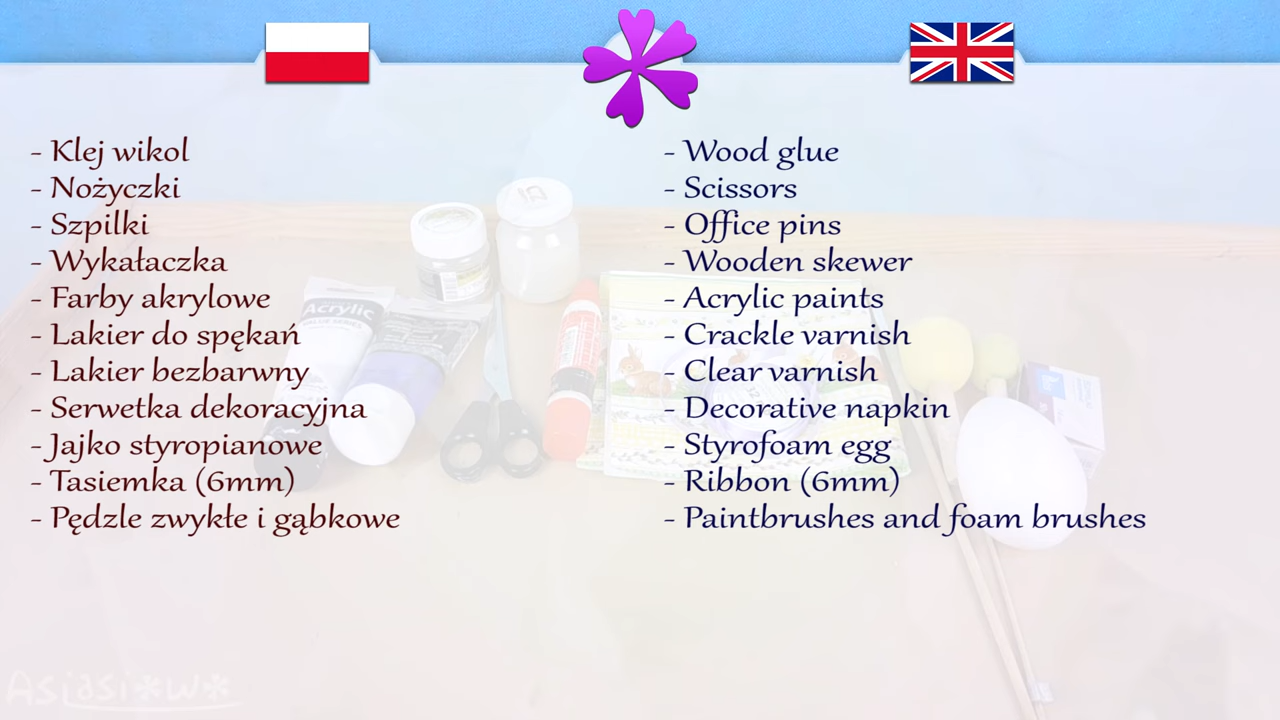 - Klej wikol
- Nożyczki
- Szpilki
- Wykałaczka
- Farby akrylowe
- Lakier do spękań
- Lakier bezbarwny
- Serwetka dekoracyjna
- Jajko styropianowe
- Tasiemka (6mm)
- Pędzle zwykłe i gąbkowe
- Wood glue
- Scissors
- Office pins
- Wooden skewer
- Acrylic paints
- Crackle varnish
- Clear varnish
- Decorative napkin
- Styrofoam egg
- Ribbon (6mm)
- Paintbrushes and foam brushes
Acrylic
Asiasi*w*